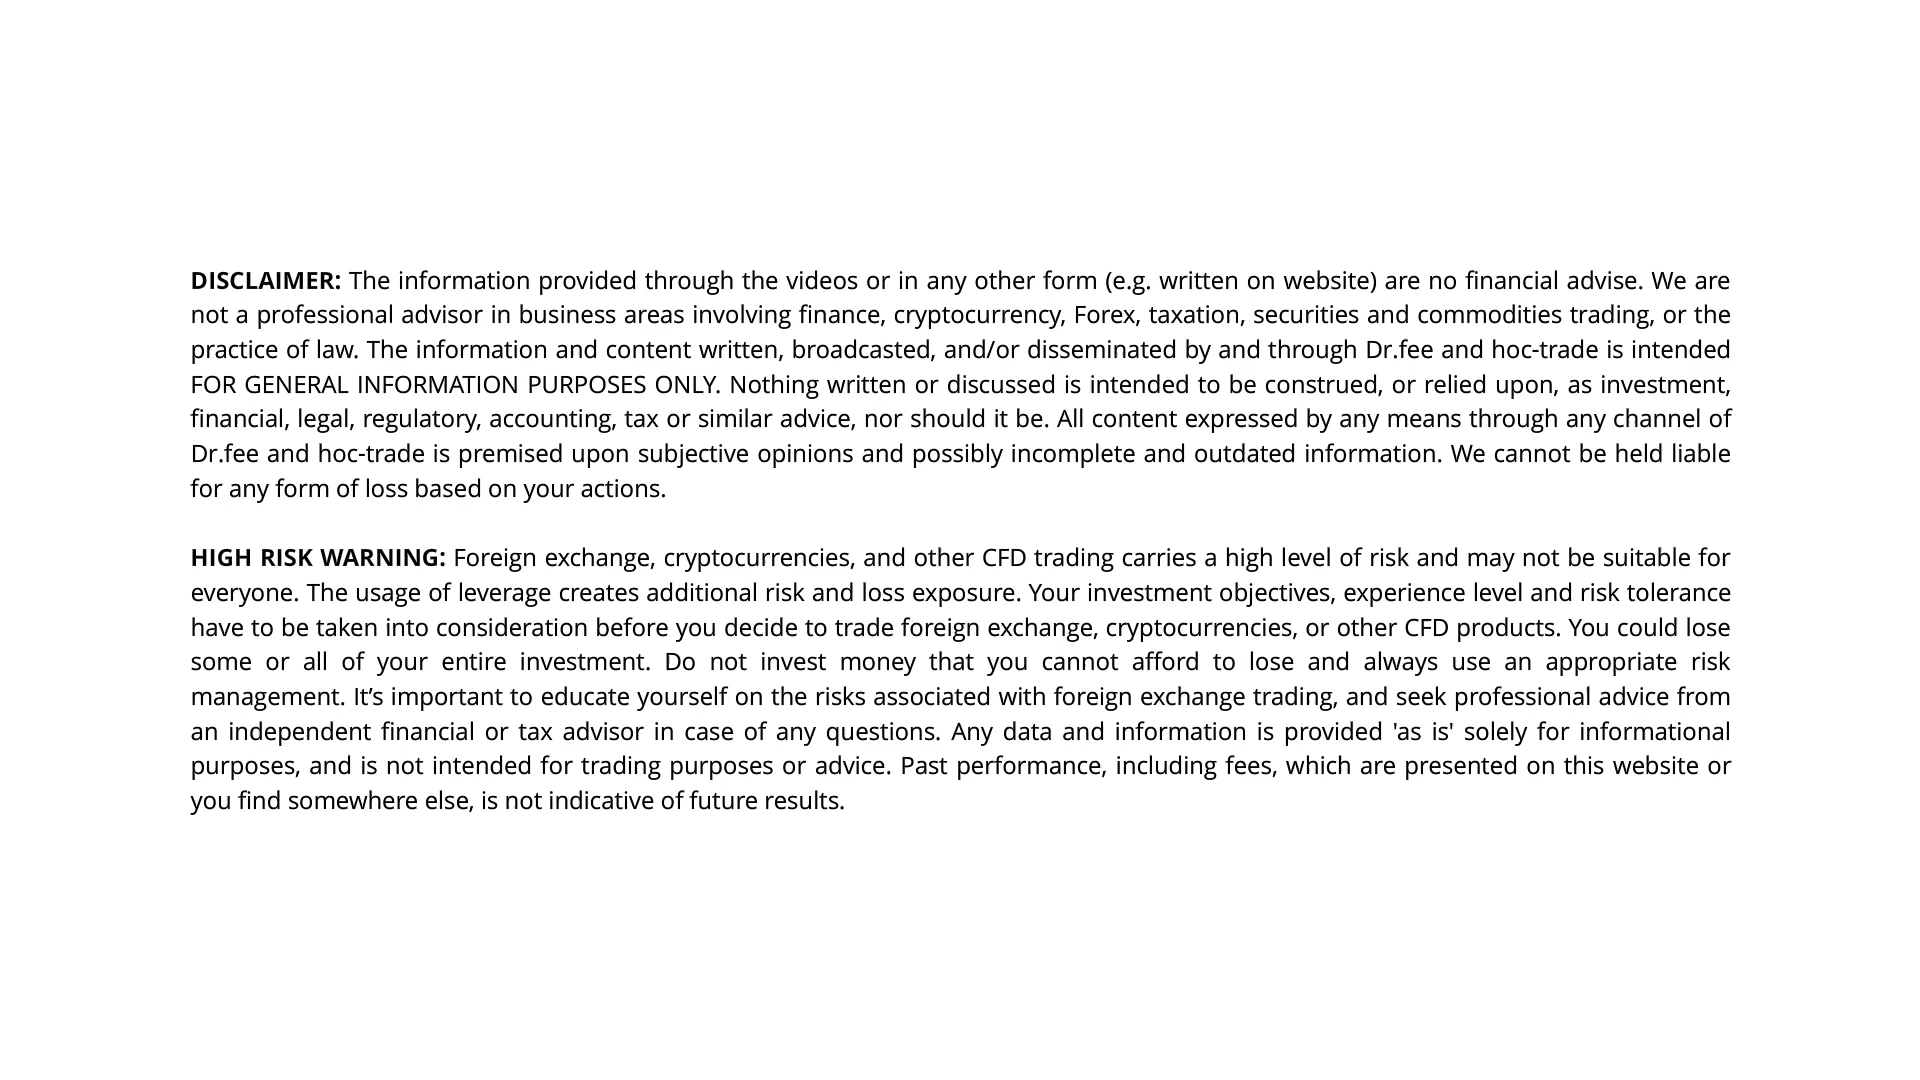 DISCLAIMER: The information provided through the videos or in any other form (e.g. written on website) are no financial advise. We are
not a professional advisor in business areas involving finance, cryptocurrency, Forex, taxation, securities and commodities trading, or the
practice of law. The information and content written, broadcasted, and/or disseminated by and through Dr.fee and hoc-trade is intended
FOR GENERAL INFORMATION PURPOSES ONLY. Nothing written or discussed is intended to be construed, or relied upon, as investment,
financial, legal, regulatory, accounting, tax or similar advice, nor should it be. All content expressed by any means through any channel of
Dr.fee and hoc-trade is premised upon subjective opinions and possibly incomplete and outdated information. We cannot be held liable
for any form of loss based on your actions.
HIGH RISK WARNING: Foreign exchange, cryptocurrencies, and other CFD trading carries a high level of risk and may not be suitable for
everyone. The usage of leverage creates additional risk and loss exposure. Your investment objectives, experience level and risk tolerance
have to be taken into consideration before you decide to trade foreign exchange, cryptocurrencies, or other CFD products. You could lose
some or all of your entire investment. Do not invest money that you cannot afford to lose and always use an appropriate risk
management. It’s important to educate yourself on the risks associated with foreign exchange trading, and seek professional advice from
an independent financial or tax advisor in case of any questions. Any data and information is provided 'as is' solely for informational
purposes, and is not intended for trading purposes or advice. Past performance, including fees, which are presented on this website or
you find somewhere else, is not indicative of future results.